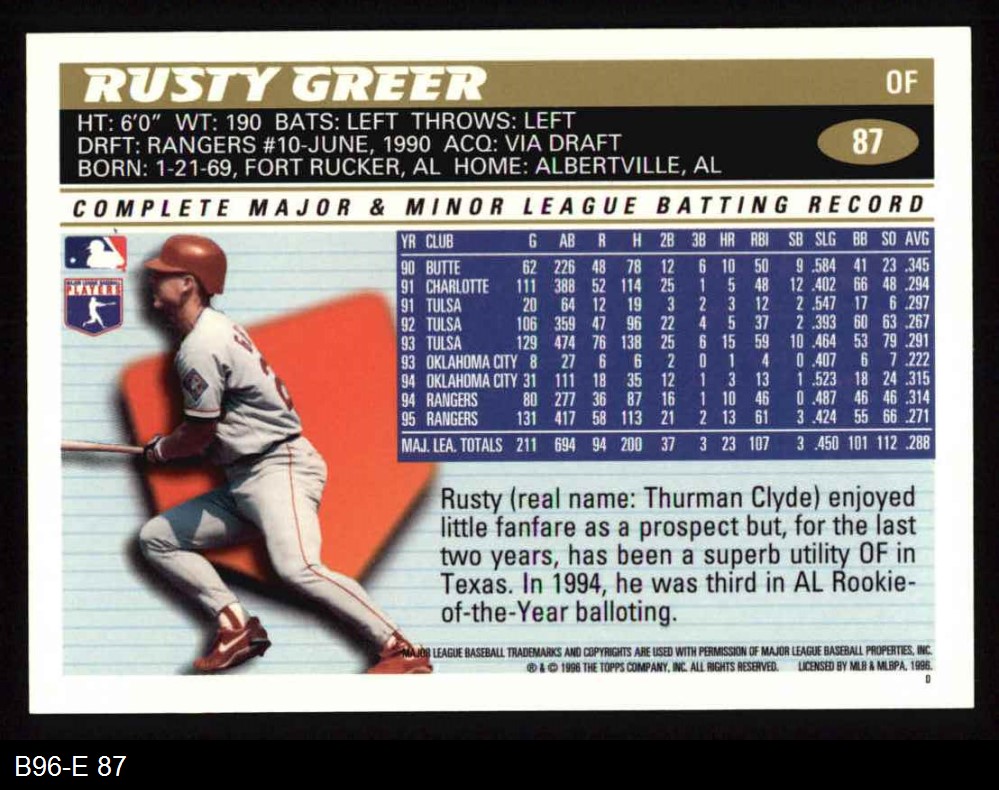 RUSTY GREER OF
HT: 6'0" WT: 190 BATS: LEFT THROWS: LEFT
DRFT: RANGERS #10-JUNE, 1990 ACQ: VIA DRAFT
BORN: 1-21-69, FORT RUCKER, AL HOME: ALBERTVILLE, AL
87
COMPLETE MAJOR & MINOR LEAGUE BATTING RECORD
MAJOR LEAGUE BASEBALL
PLAYERS
YR CLUB G AB R H 2B 3B HR RBI SB SLG BB SO AVG
90 BUTTE 62 226 48 78 12 6 10 50 9 .584 41 23 .345
91 CHARLOTTE 111 388 52 114 25 1 5 48 12 .402 66 48 .294
91 TULSA 20 64 12 19 3 2 3 12 2 .547 17 6 .297
92 TULSA 106 359 47 96 22 4 5 37 2 .393 60 63 .267
93 TULSA 129 474 76 138 25 6 15 59 10 .464 53 79 .291
93 OKLAHOMA CITY 8 27 6 6 2 0 1 4 0 .407 6 7 .222
94 OKLAHOMA CITY 31 111 18 35 12 1 3 13 1 .523 18 24 .315
94 RANGERS 80 277 36 87 16 1 10 46 0 .487 46 46 .314
95 RANGERS 131 417 58 113 21 2 13 61 3 .424 55 66 .271
MAJ. LEA. TOTALS 211 694 94 200 37 3 23 107 3 .450 101 112 .288
Rusty (real name: Thurman Clyde) enjoyed
little fanfare as a prospect but, for the last
two years, has been a superb utility OF in
Texas. In 1994, he was third in AL Rookie-
of-the-Year balloting.
MAJOR LEAGUE BASEBALL TRADEMARKS AND COPYRIGHTS ARE USED WITH PERMISSION OF MAJOR LEAGUE BASEBALL PROPERTIES, INC.
® & © 1996 THE TOPPS COMPANY, INC. ALL RIGHTS RESERVED. LICENSED BY MLB & MLBPA, 1996.
D
B96-E 87